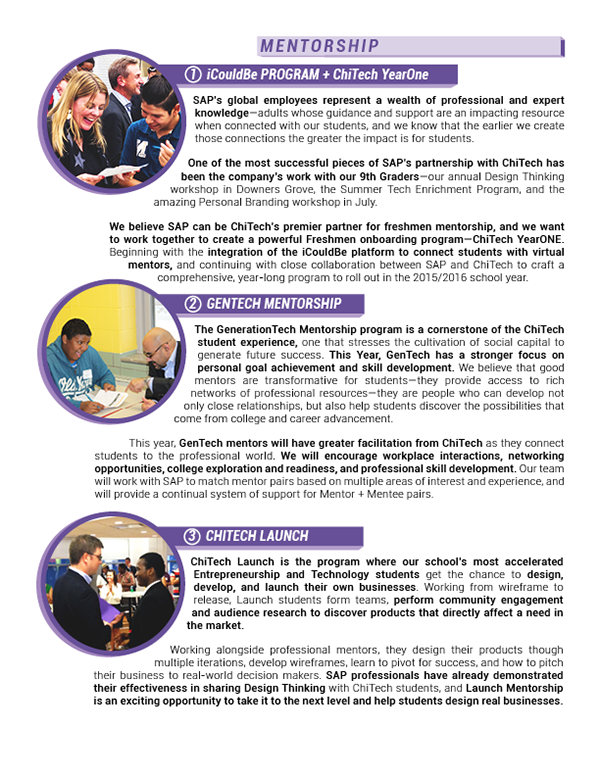 MENTORSHIP
1 iCouldBe PROGRAM + ChiTech YearOne
SAP's global employees represent a wealth of professional and expert
knowledge—adults whose guidance and support are an impacting resource
when connected with our students, and we know that the earlier we create
those connections the greater the impact is for students.
One of the most successful pieces of SAP's partnership with ChiTech has
been the company's work with our 9th Graders—our annual Design Thinking
workshop in Downers Grove, the Summer Tech Enrichment Program, and the
amazing Personal Branding workshop in July.
We believe SAP can be ChiTech's premier partner for freshmen mentorship, and we want
to work together to create a powerful Freshmen onboarding program—ChiTech YearONE.
Beginning with the integration of the iCouldBe platform to connect students with virtual
mentors, and continuing with close collaboration between SAP and ChiTech to craft a
comprehensive, year-long program to roll out in the 2015/2016 school year.
2 GENTECH MENTORSHIP
The GenerationTech Mentorship program is a cornerstone of the ChiTech
student experience, one that stresses the cultivation of social capital to
generate future success. This Year, GenTech has a stronger focus on
personal goal achievement and skill development. We believe that good
mentors are transformative for students—they provide access to rich
networks of professional resources—they are people who can develop not
only close relationships, but also help students discover the possibilities that
come from college and career advancement.
This year, GenTech mentors will have greater facilitation from ChiTech as they connect
students to the professional world. We will encourage workplace interactions, networking
opportunities, college exploration and readiness, and professional skill development. Our team
will work with SAP to match mentor pairs based on multiple areas of interest and experience, and
will provide a continual system of support for Mentor + Mentee pairs.
3 CHITECH LAUNCH
ChiTech Launch is the program where our school's most accelerated
Entrepreneurship and Technology students get the chance to design,
develop, and launch their own businesses. Working from wireframe to
release, Launch students form teams, perform community engagement
and audience research to discover products that directly affect a need in
the market.
Working alongside professional mentors, they design their products though
multiple iterations, develop wireframes, learn to pivot for success, and how to pitch
their business to real-world decision makers. SAP professionals have already demonstrated
their effectiveness in sharing Design Thinking with ChiTech students, and Launch Mentorship
is an exciting opportunity to take it to the next level and help students design real businesses.